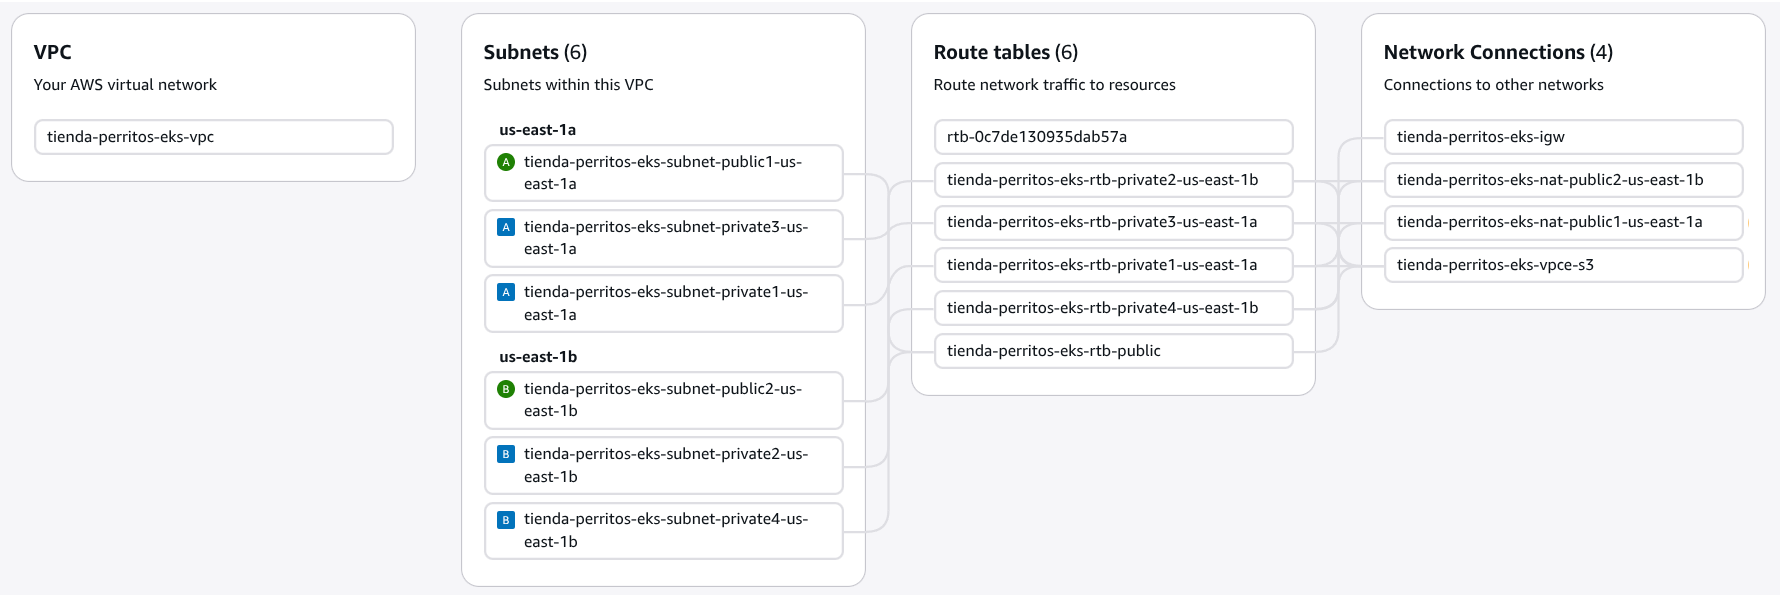 VPC
Your AWS virtual network
tienda-perritos-eks-vpc
Subnets (6)
Subnets within this VPC
us-east-1a
A tienda-perritos-eks-subnet-public1-us-
east-1a
A tienda-perritos-eks-subnet-private3-us-
east-1a
A tienda-perritos-eks-subnet-private1-us-
east-1a
us-east-1b
B tienda-perritos-eks-subnet-public2-us-
east-1b
B tienda-perritos-eks-subnet-private2-us-
east-1b
B tienda-perritos-eks-subnet-private4-us-
east-1b
Route tables (6)
Route network traffic to resources
rtb-0c7de130935dab57a
tienda-perritos-eks-rtb-private2-us-east-1b
tienda-perritos-eks-rtb-private3-us-east-1a
tienda-perritos-eks-rtb-private1-us-east-1a
tienda-perritos-eks-rtb-private4-us-east-1b
tienda-perritos-eks-rtb-public
Network Connections (4)
Connections to other networks
tienda-perritos-eks-igw
tienda-perritos-eks-nat-public2-us-east-1b
tienda-perritos-eks-nat-public1-us-east-1a
tienda-perritos-eks-vpce-s3